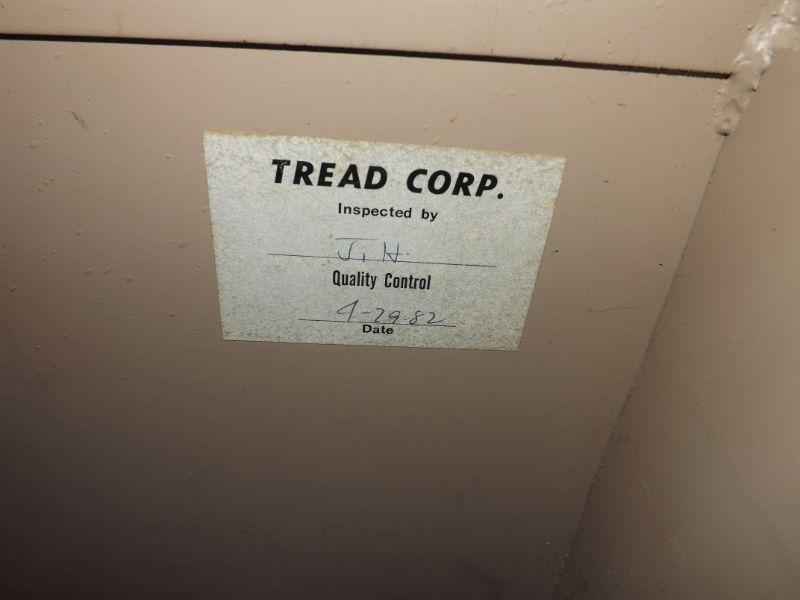 TREAD CORP.
Inspected by
J. H.
Quality Control
4-29-82
Date